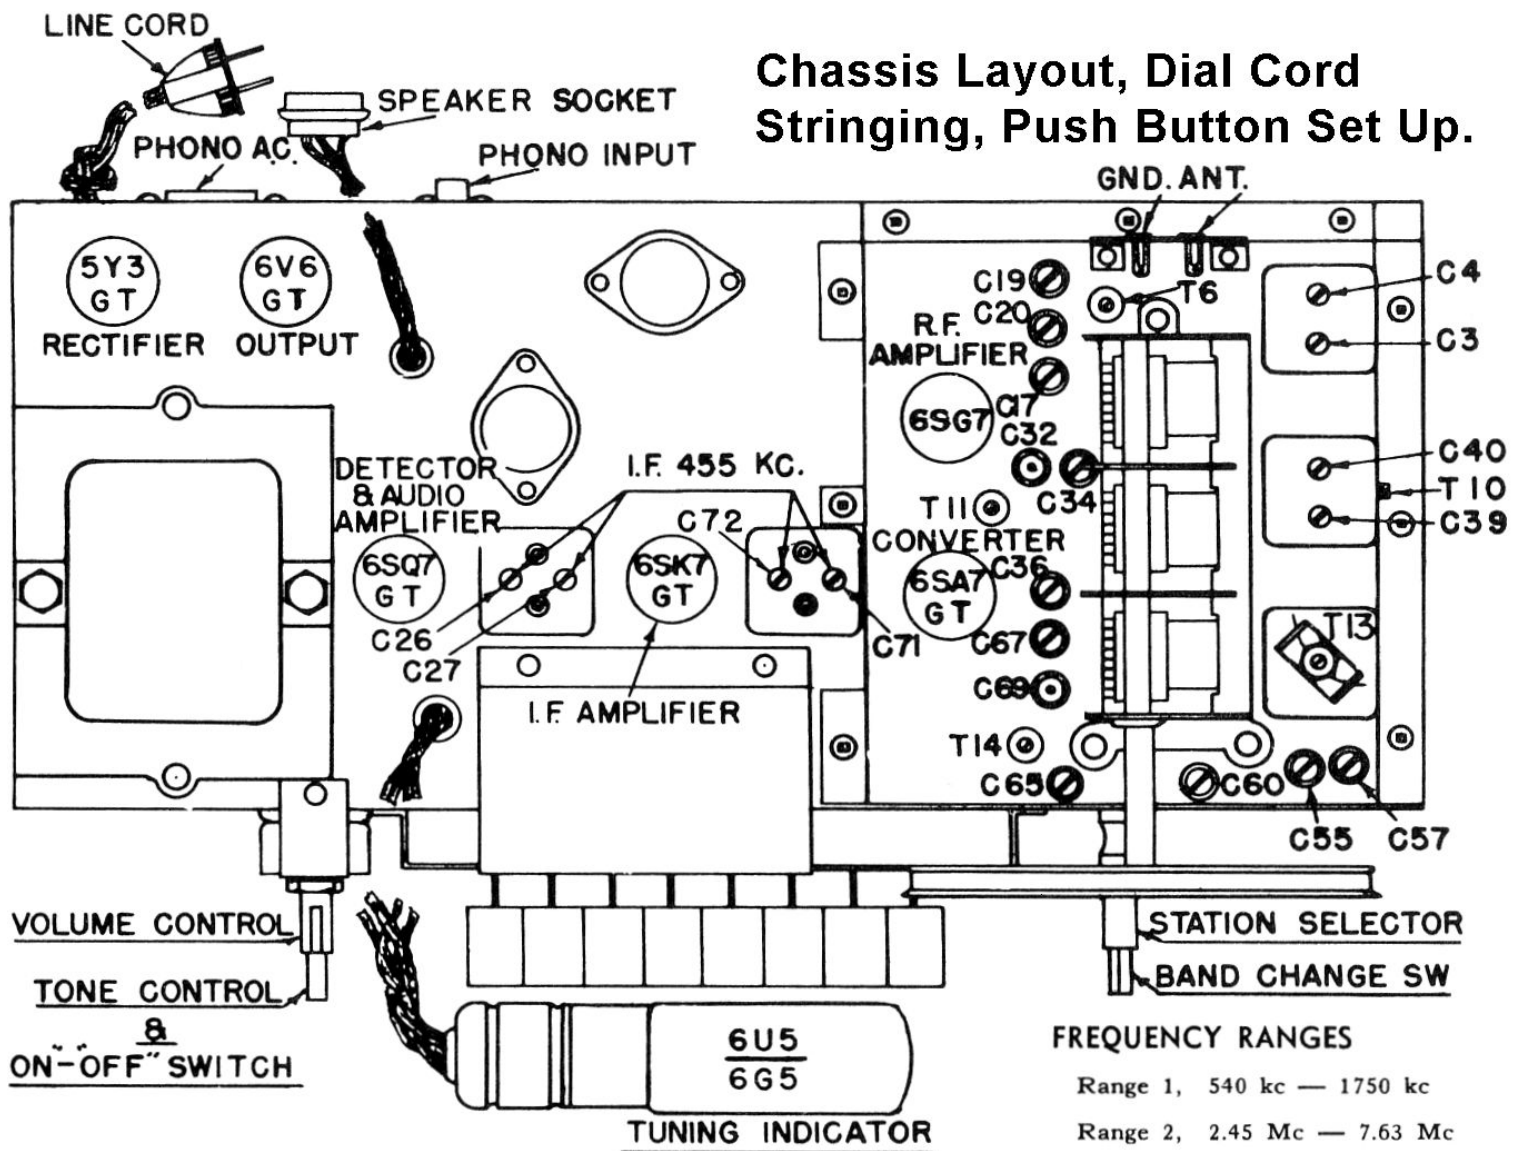 LINE CORD
Chassis Layout, Dial Cord
Stringing, Push Button Set Up.
SPEAKER SOCKET
PHONO A.C.
PHONO INPUT
GND. ANT.
5Y3
GT
RECTIFIER
6V6
GT
OUTPUT
C19
C20
T6
C4
C3
R.F.
AMPLIFIER
6SG7
C17
C32
C34
C40
T10
C39
DETECTOR
& AUDIO
AMPLIFIER
I.F. 455 KC.
C72
T11
CONVERTER
6SQ7
GT
6SK7
GT
6SA7
GT
C36
C26
C27
C71
C67
T13
C69
I.F. AMPLIFIER
T14
C65
C60
C55
C57
VOLUME CONTROL
TONE CONTROL
&
ON-"OFF" SWITCH
STATION SELECTOR
BAND CHANGE SW
6U5
6G5
TUNING INDICATOR
FREQUENCY RANGES
Range 1, 540 kc — 1750 kc
Range 2, 2.45 Mc — 7.63 Mc